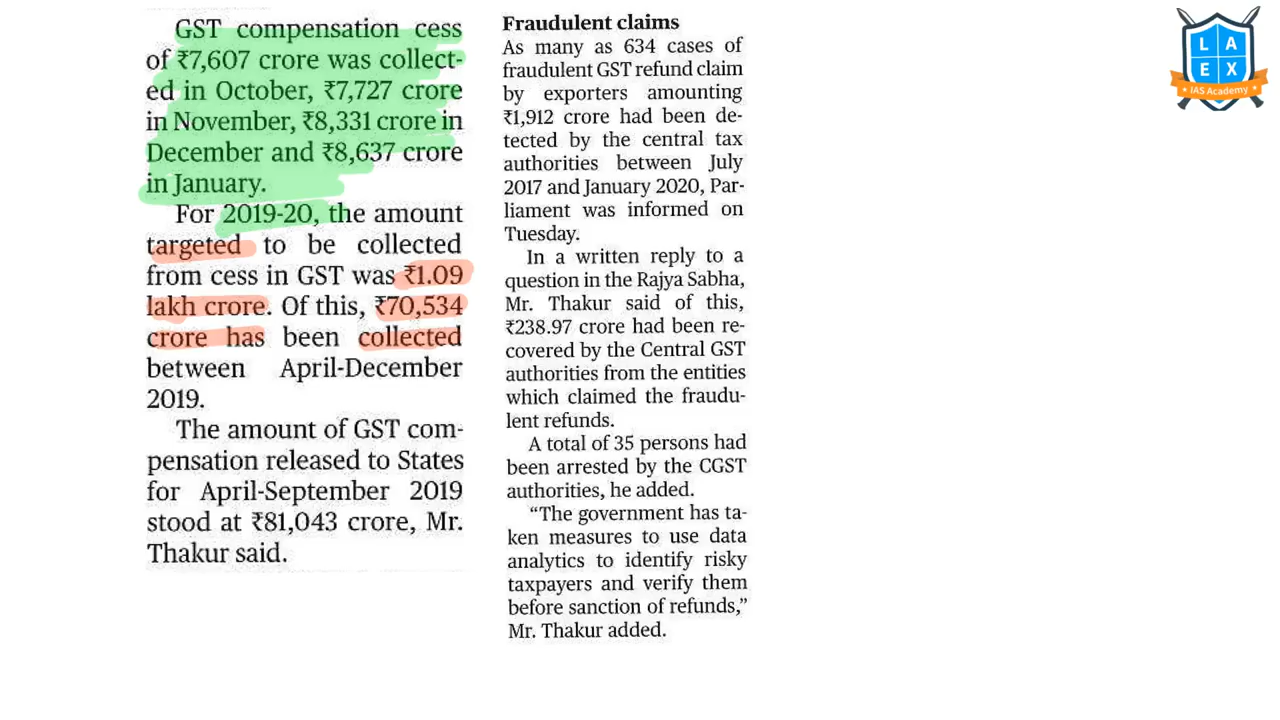 GST compensation cess
of ₹7,607 crore was collect-
ed in October, ₹7,727 crore
in November, ₹8,331 crore in
December and ₹8,637 crore
in January.
For 2019-20, the amount
targeted to be collected
from cess in GST was ₹1.09
lakh crore. Of this, ₹70,534
crore has been collected
between April-December
2019.
The amount of GST com-
pensation released to States
for April-September 2019
stood at ₹81,043 crore, Mr.
Thakur said.
Fraudulent claims
As many as 634 cases of
fraudulent GST refund claim
by exporters amounting
₹1,912 crore had been de-
tected by the central tax
authorities between July
2017 and January 2020, Par-
liament was informed on
Tuesday.
In a written reply to a
question in the Rajya Sabha,
Mr. Thakur said of this,
₹238.97 crore had been re-
covered by the Central GST
authorities from the entities
which claimed the fraudu-
lent refunds.
A total of 35 persons had
been arrested by the CGST
authorities, he added.
“The government has ta-
ken measures to use data
analytics to identify risky
taxpayers and verify them
before sanction of refunds,”
Mr. Thakur added.
L A
E X
IAS Academy